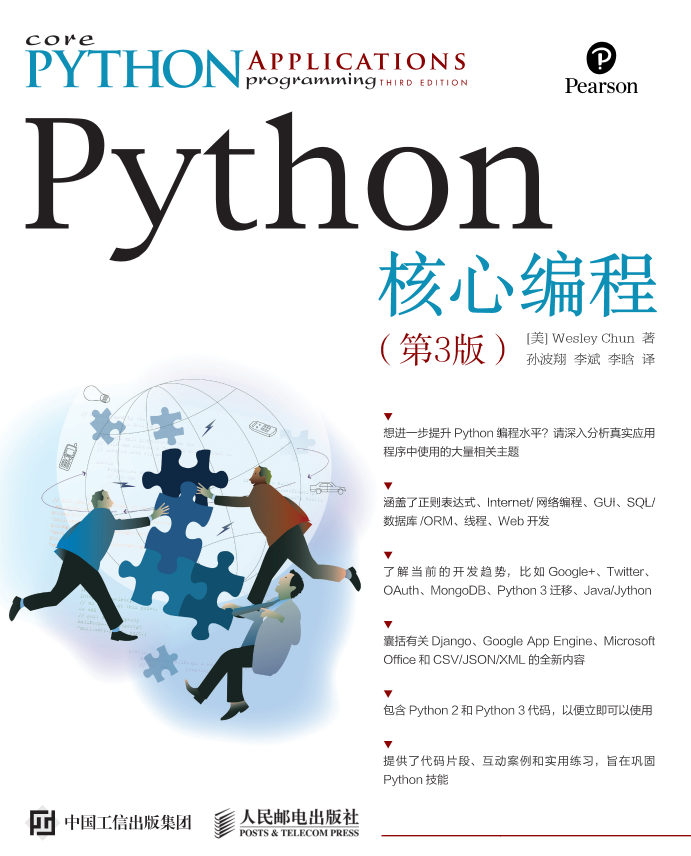 core
PYTHON APPLICATIONS
programming THIRD EDITION
Pearson
Python
核心编程
（第3版）
[美] Wesley Chun 著
孙波翔 李斌 李晗 译
想进一步提升 Python 编程水平？请深入分析真实应用
程序中使用的大量相关主题
涵盖了正则表达式、Internet/ 网络编程、GUI、SQL/
数据库 /ORM、线程、Web 开发
了解当前的开发趋势，比如 Google+、Twitter、
OAuth、MongoDB、Python 3 迁移、Java/Jython
囊括有关 Django、Google App Engine、Microsoft
Office 和 CSV/JSON/XML 的全新内容
包含 Python 2 和 Python 3 代码，以便立即可以使用
提供了代码片段、互动案例和实用练习，旨在巩固
Python 技能
中国工信出版集团
人民邮电出版社
POSTS & TELECOM PRESS